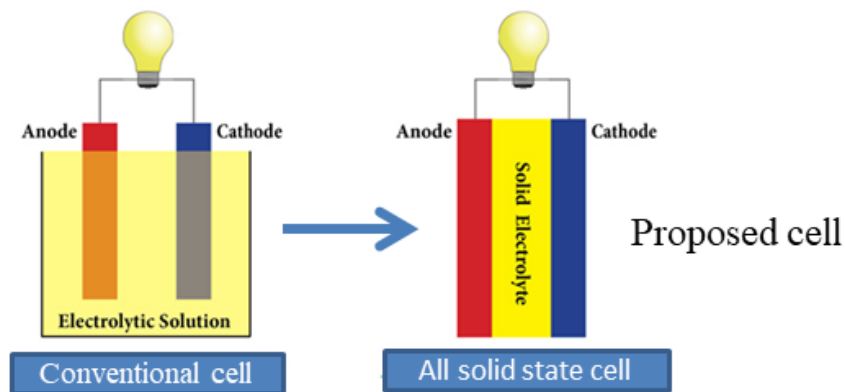 Anode
Cathode
Electrolytic Solution
Conventional cell
Anode
Cathode
Solid Electrolyte
All solid state cell
Proposed cell